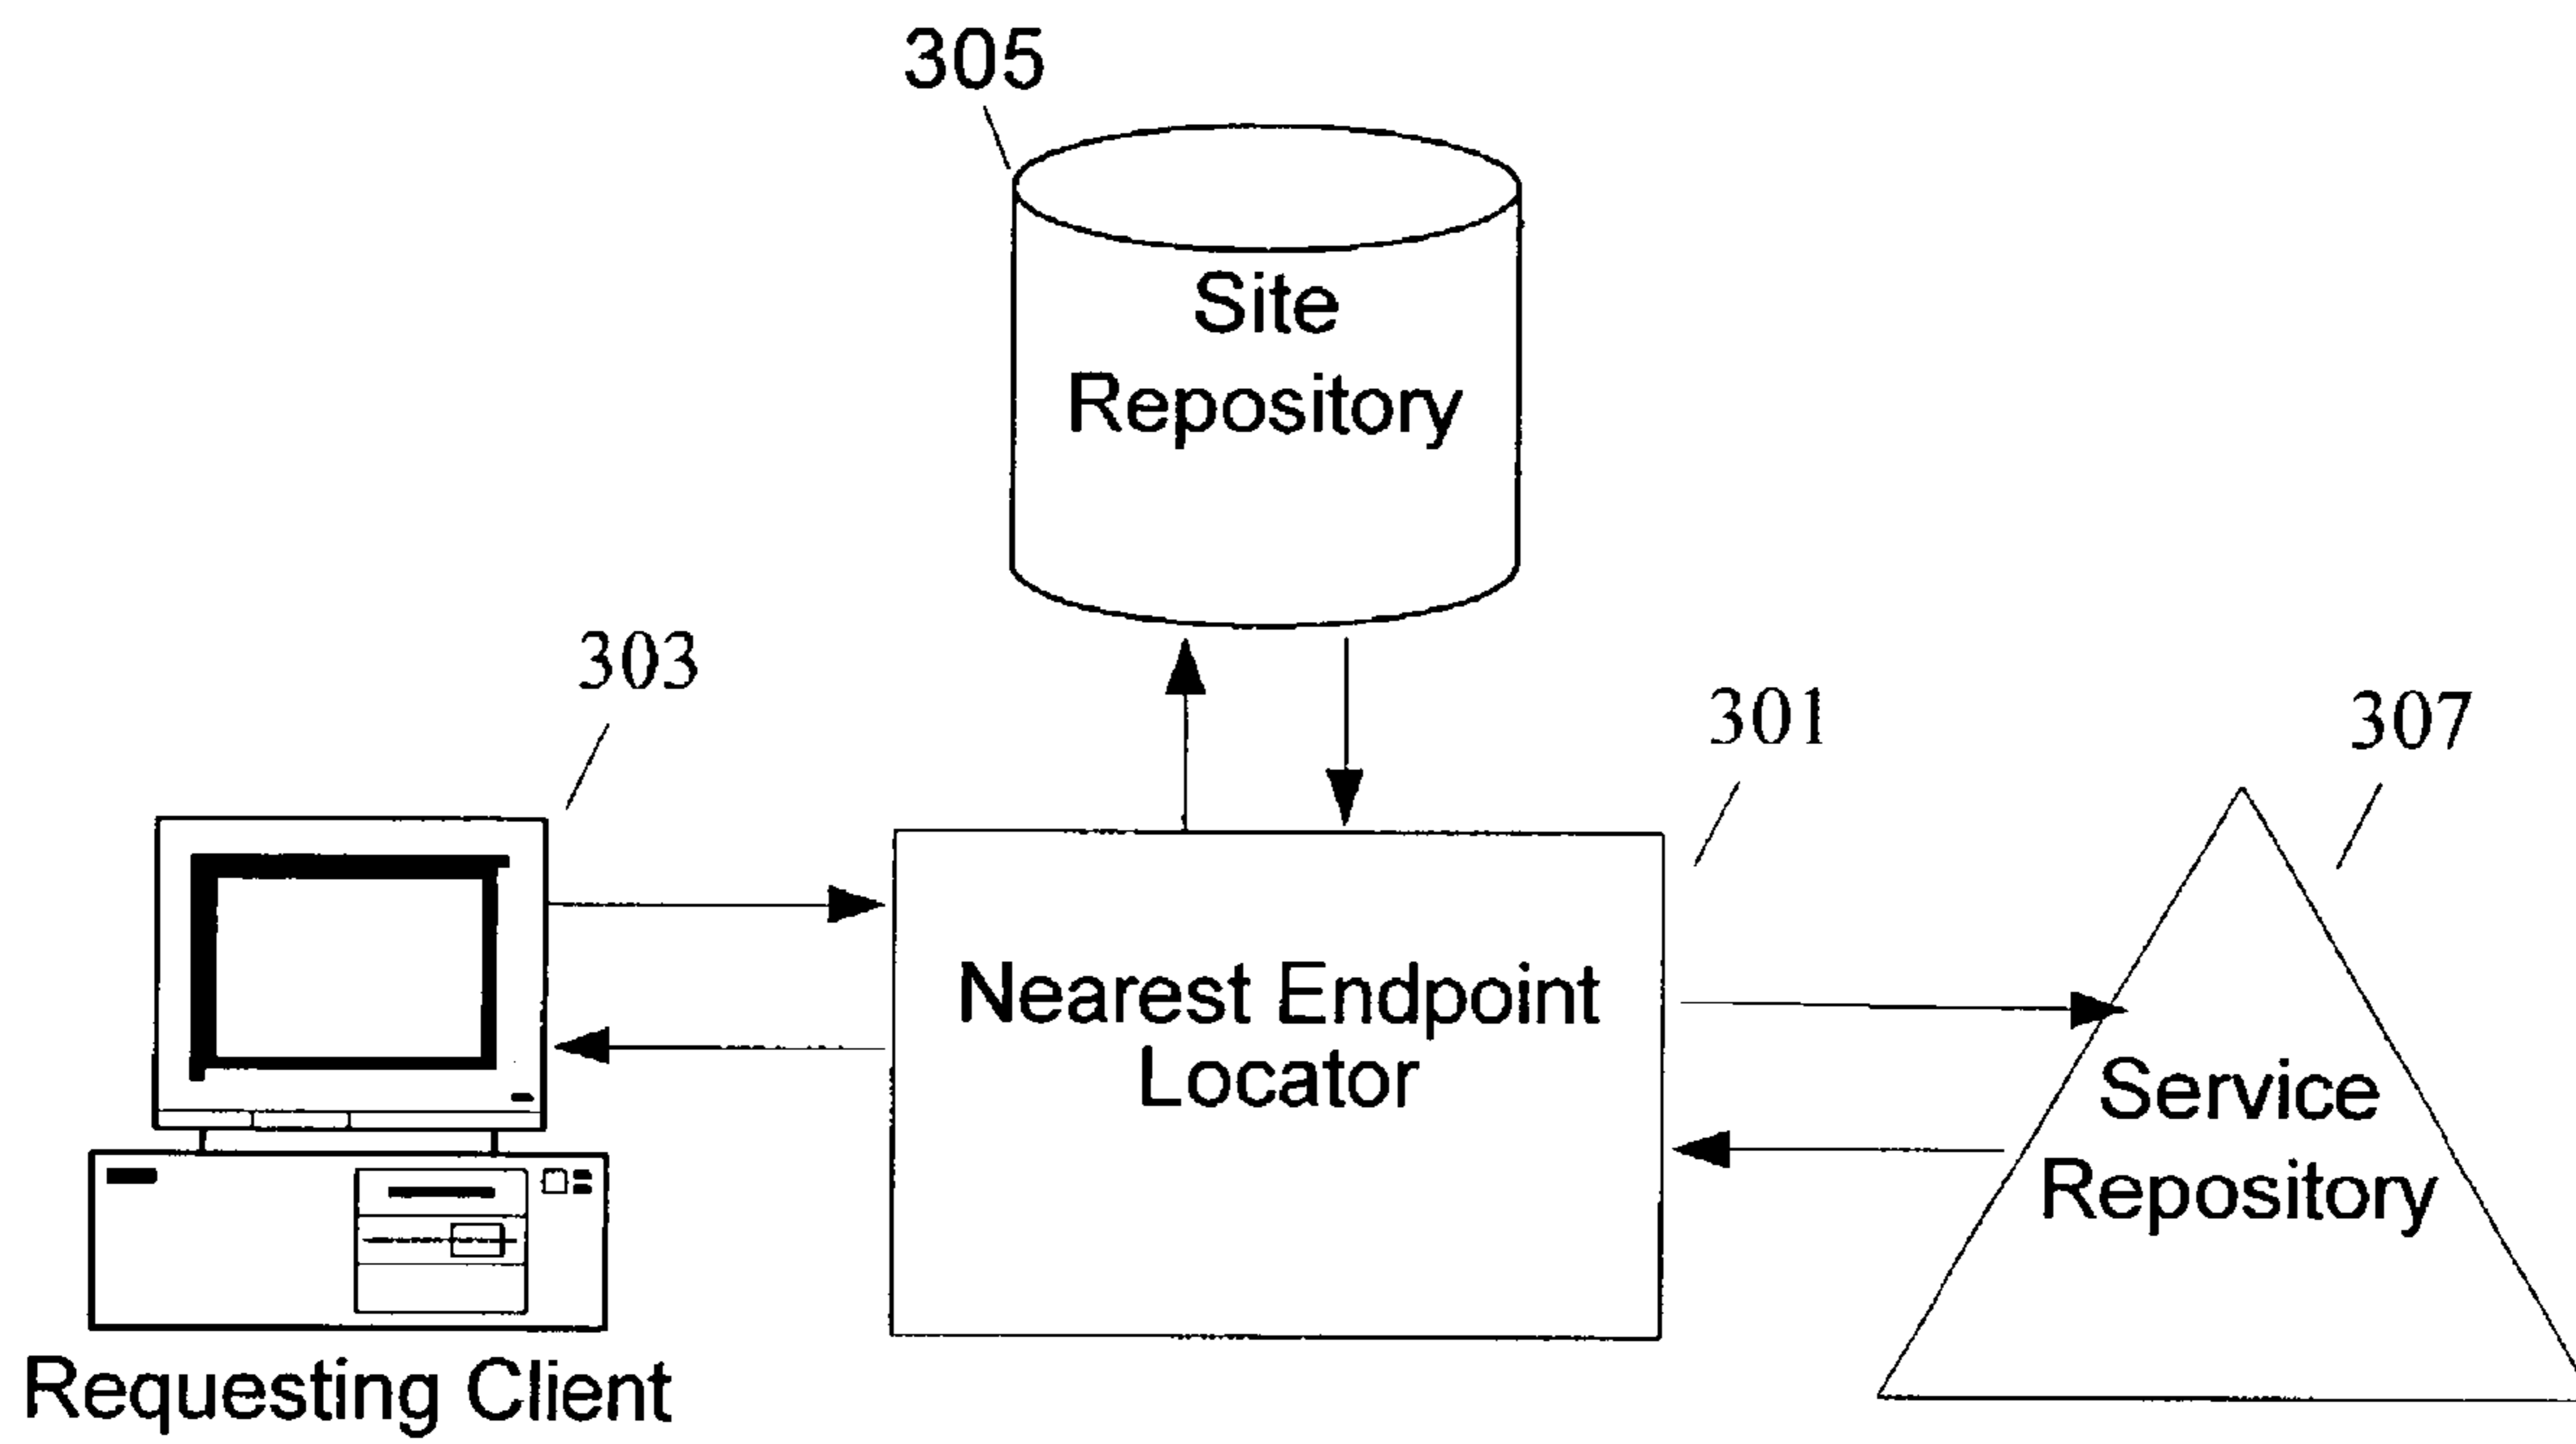 305
Site
Repository
303
301
307
Nearest Endpoint
Locator
Service
Repository
Requesting Client